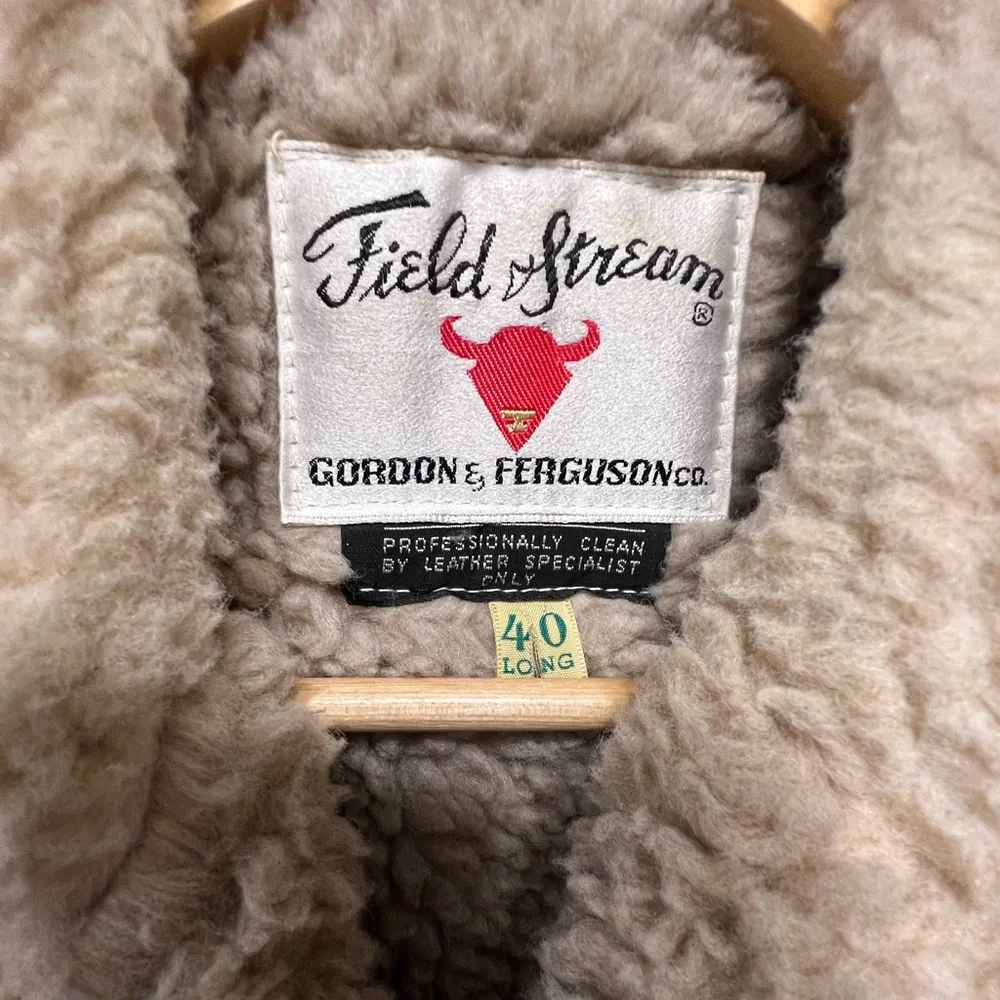 Field & Stream ®
GORDON & FERGUSON CO.
PROFESSIONALLY CLEAN
BY LEATHER SPECIALIST
ONLY
40
LONG